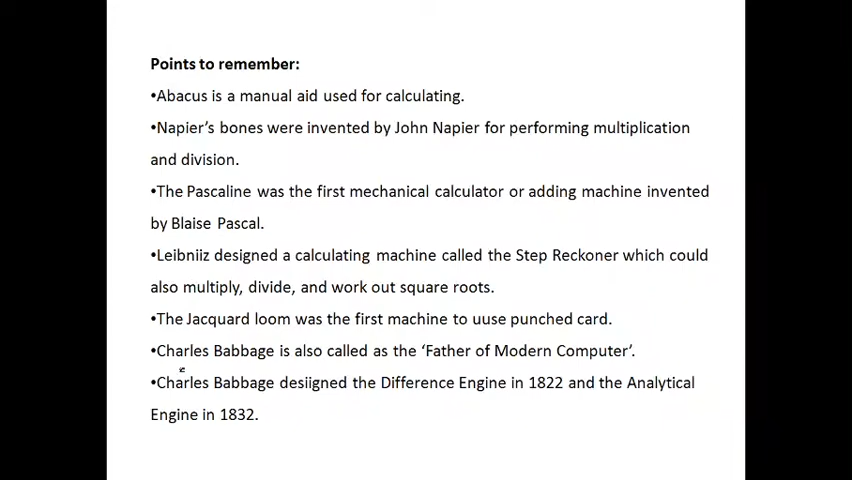 Points to remember:
•Abacus is a manual aid used for calculating.
•Napier’s bones were invented by John Napier for performing multiplication
and division.
•The Pascaline was the first mechanical calculator or adding machine invented
by Blaise Pascal.
•Leibniiz designed a calculating machine called the Step Reckoner which could
also multiply, divide, and work out square roots.
•The Jacquard loom was the first machine to uuse punched card.
•Charles Babbage is also called as the ‘Father of Modern Computer’.
•Charles Babbage desiigned the Difference Engine in 1822 and the Analytical
Engine in 1832.